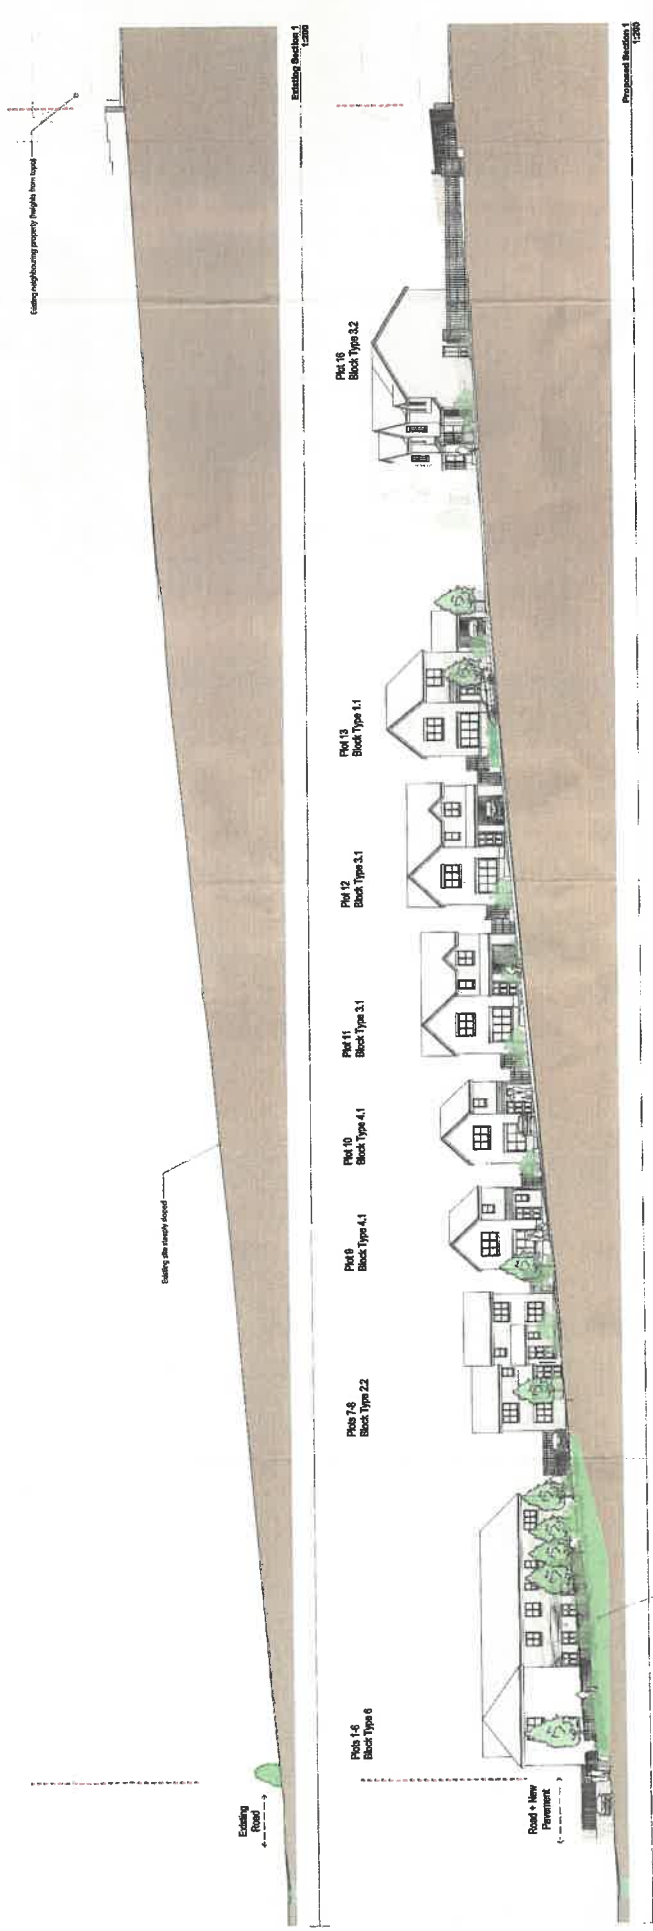 Existing neighbouring property (heights from topo)
Existing site steeply sloped
Existing
Road
Existing Section 1
1:200
Plots 1-6
Block Type 6
Road + New
Pavement
Plots 7-8
Block Type 2.2
Plot 9
Block Type 4.1
Plot 10
Block Type 4.1
Plot 11
Block Type 3.1
Plot 12
Block Type 3.1
Plot 13
Block Type 1.1
Plot 16
Block Type 3.2
Proposed Section 1
1:200